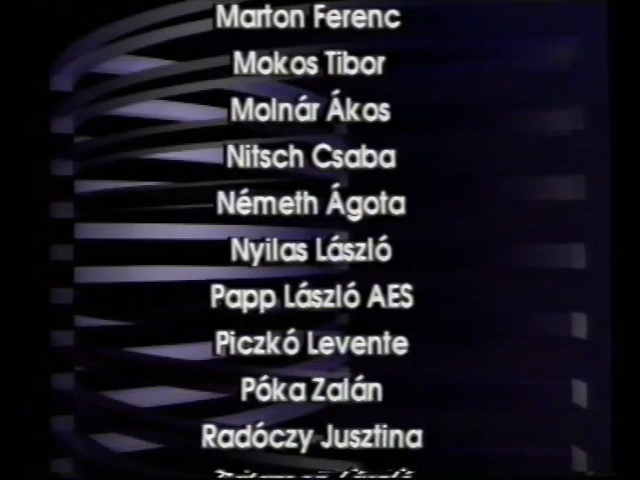 Marton Ferenc
Mokos Tibor
Molnár Ákos
Nitsch Csaba
Németh Ágota
Nyilas László
Papp László AES
Piczkó Levente
Póka Zalán
Radóczy Jusztina